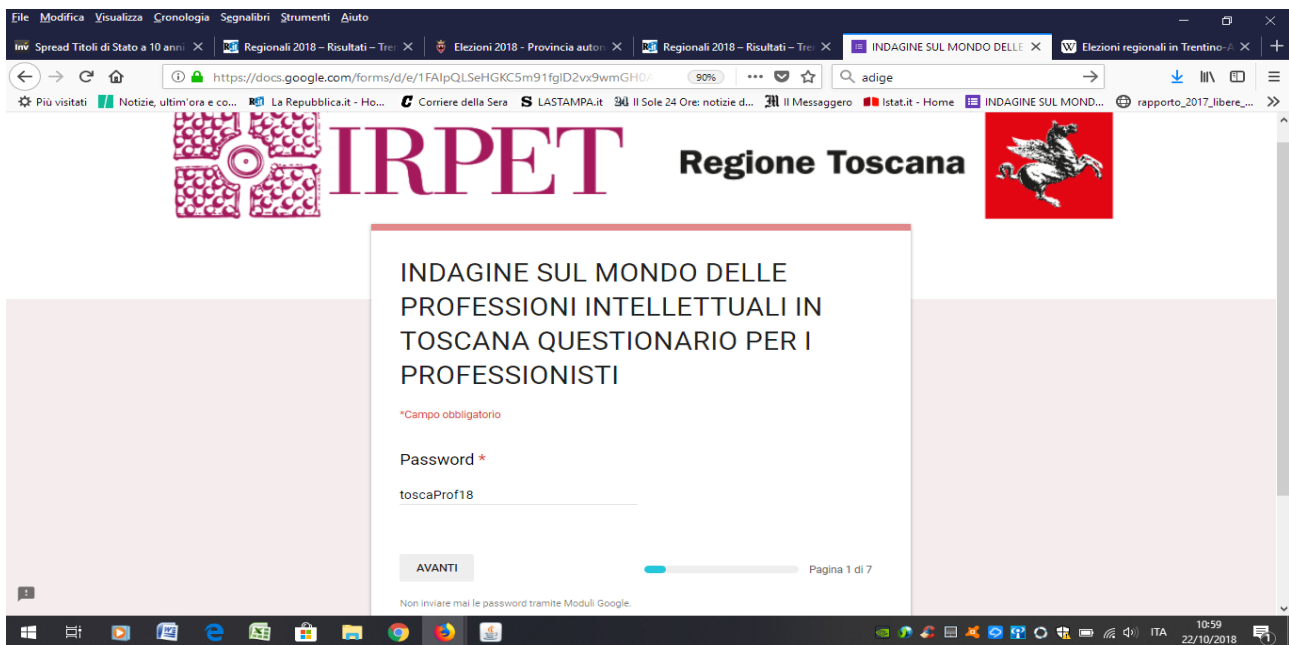 File Modifica Visualizza Cronologia Segnalibri Strumenti Aiuto
inv Spread Titoli di Stato a 10 anni
Regionali 2018 – Risultati – Tren
Elezioni 2018 - Provincia auton
Regionali 2018 – Risultati – Tre
INDAGINE SUL MONDO DELLE
W Elezioni regionali in Trentino-A
https://docs.google.com/forms/d/e/1FAIpQLSeHGKC5m91fgID2vx9wmGH0
90%
adige
Più visitati Notizie, ultim'ora e co... La Repubblica.it - Ho... Corriere della Sera S LASTAMPA.it Il Sole 24 Ore: notizie d... Il Messaggero Istat.it - Home INDAGINE SUL MOND... rapporto_2017_libere_...
IRPET
Regione Toscana
INDAGINE SUL MONDO DELLE
PROFESSIONI INTELLETTUALI IN
TOSCANA QUESTIONARIO PER I
PROFESSIONISTI
*Campo obbligatorio
Password *
toscaProf18
AVANTI
Pagina 1 di 7
Non inviare mai le password tramite Moduli Google.
ITA
10:59
22/10/2018